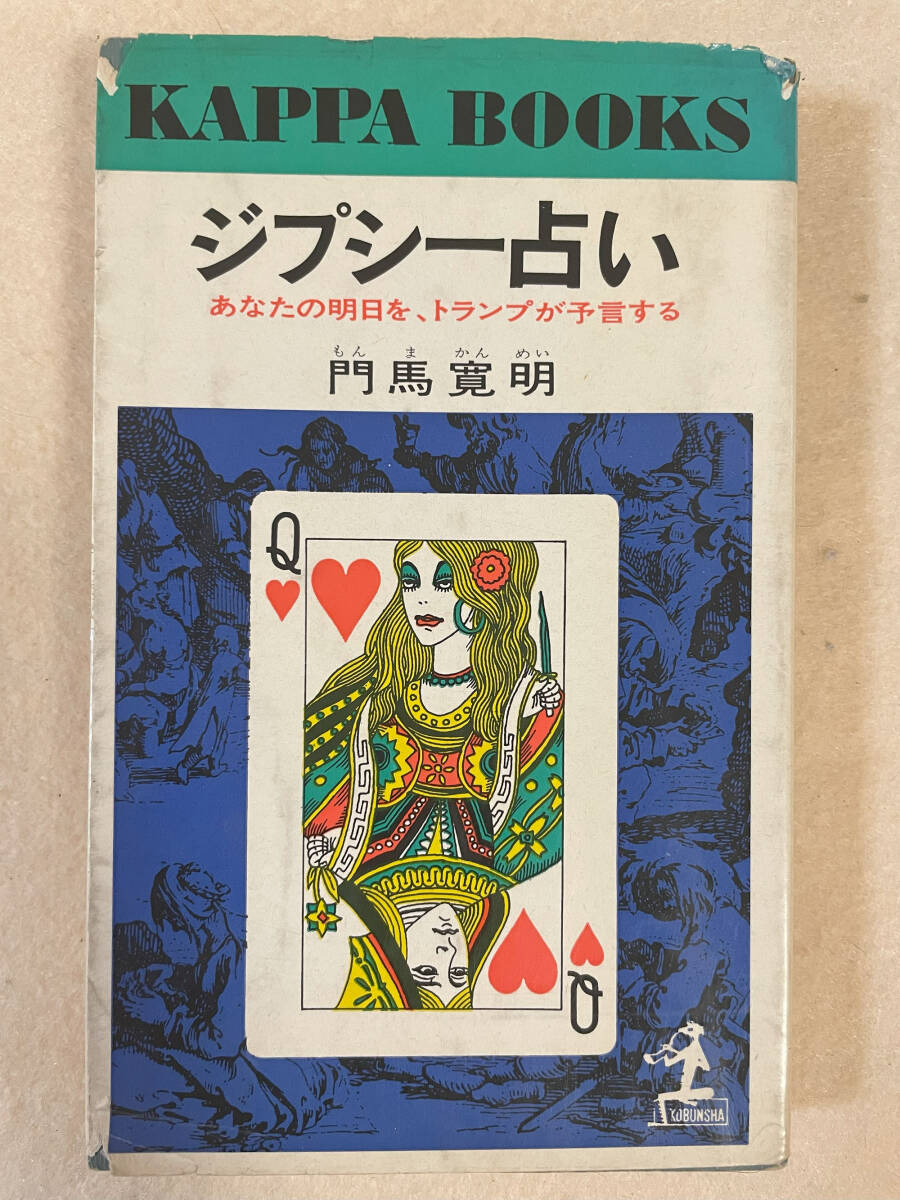 KAPPA BOOKS
ジプシー占い
あなたの明日を、トランプが予言する
もん ま かん めい
門馬寛明
Q
Q
KOBUNSHA